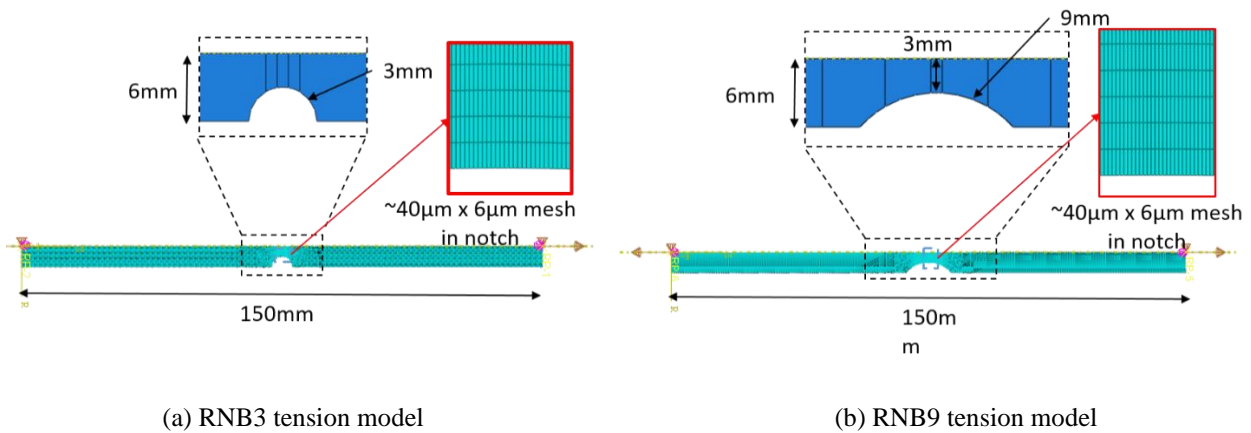 6mm
3mm
~40μm x 6μm mesh
in notch
150mm
(a) RNB3 tension model
9mm
3mm
6mm
~40μm x 6μm mesh
in notch
150m
m
(b) RNB9 tension model